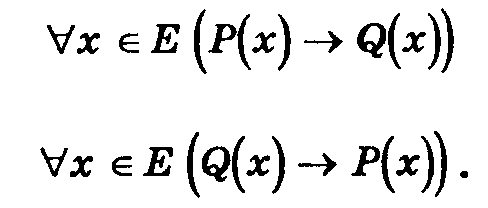 ∀x ∈ E (P(x) → Q(x))
∀x ∈ E (Q(x) → P(x)).